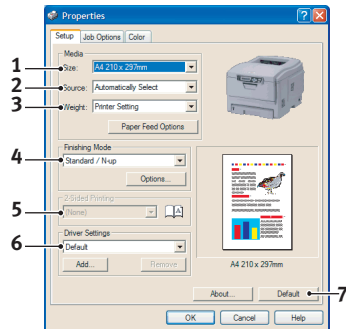 Properties
Setup Job Options Color
Media
1 Size: A4 210 x 297mm
2 Source: Automatically Select
3 Weight: Printer Setting
Paper Feed Options
Finishing Mode
4 Standard / N-up
Options...
2-Sided Printing
5 (None)
Driver Settings
6 Default
Add... Remove
A4 210 x 297mm
About... Default 7
OK Cancel Help